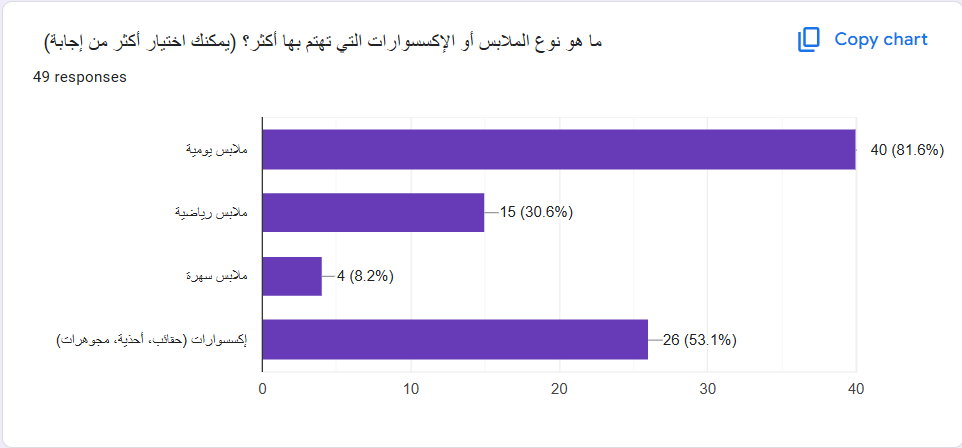 ما هو نوع الملابس أو الإكسسوارات التي تهتم بها أكثر؟ (يمكنك اختيار أكثر من إجابة)
Copy chart
49 responses
ملابس يومية
40 (81.6%)
ملابس رياضية
15 (30.6%)
ملابس سهرة
4 (8.2%)
إكسسوارات (حقائب، أحذية، مجوهرات)
26 (53.1%)
0 10 20 30 40